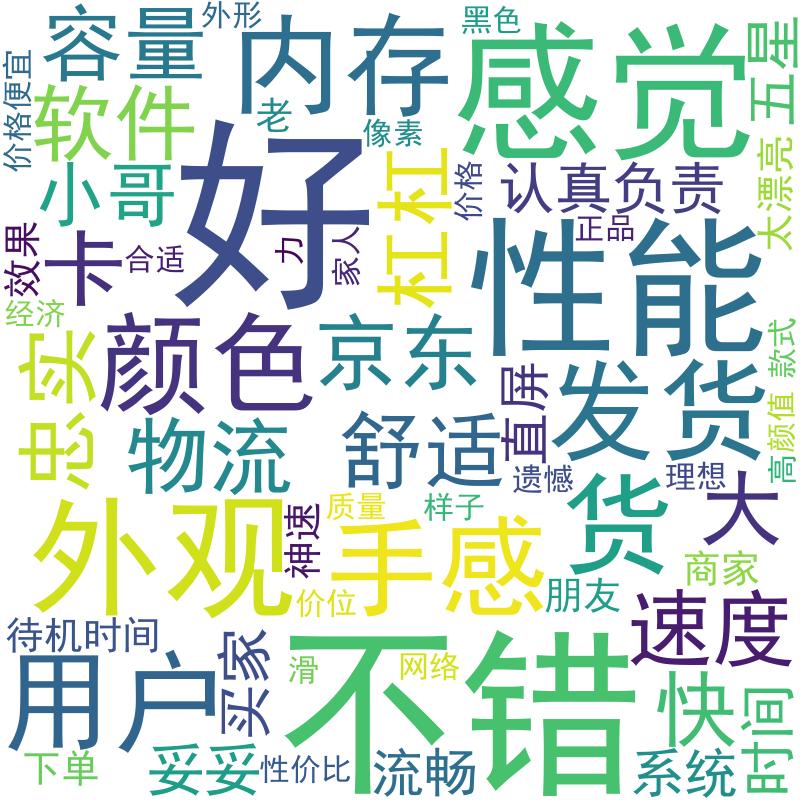 容量
外形
内存
黑色
感觉
五星
价格便宜
软件
老
像素
太漂亮
好
杠杠
价格
认真负责
小哥
正品
性能
效果
卡
合适
力
家人
经济
颜色
京东
直屏
发货
款式
忠实
物流
舒适
遗憾
理想
高颜值
大
外观
神速
质量
样子
手感
货
商家
价位
朋友
速度
待机时间
用户
买家
滑
网络
不错
快
时间
下单
妥妥
性价比
流畅
系统